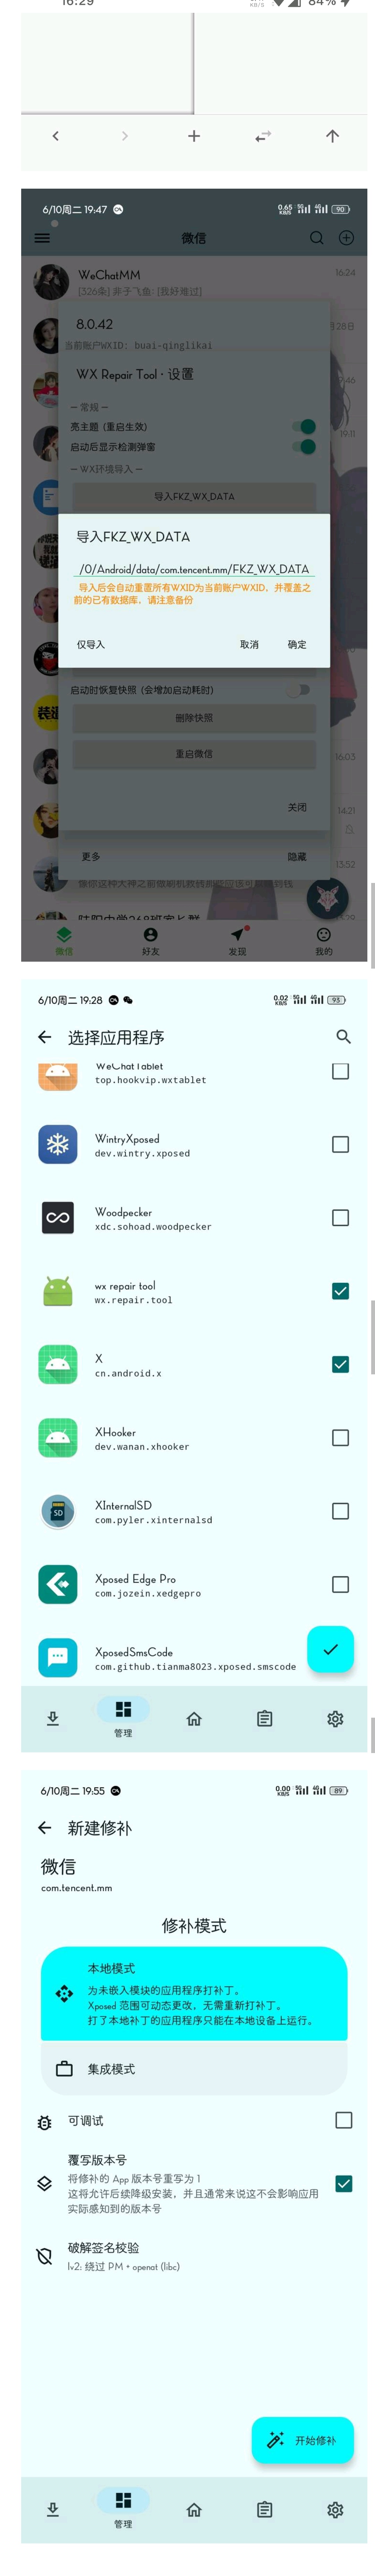 16:29
KB/S
84%
6/10周二 19:47
0.65
KB/S
5G
4G
90
微信
WeChatMM
16:24
[326条] 非子飞鱼: [我好难过]
8.0.42
当前账户WXID: buai-qinglikai
WX Repair Tool · 设置
— 常规 —
19:11
亮主题 (重启生效)
启动后显示检测弹窗
— WX环境导入 —
导入FKZ_WX_DATA
导入FKZ_WX_DATA
/0/Android/data/com.tencent.mm/FKZ_WX_DATA
导入后会自动重置所有WXID为当前账户WXID，并覆盖之
前的已有数据库，请注意备份
仅导入
取消
确定
启动时恢复快照 (会增加启动耗时)
删除快照
重启微信
16:03
关闭
14:21
更多
隐藏
13:52
微信
好友
发现
我的
6/10周二 19:28
0.02
KB/S
5G
4G
93
选择应用程序
WeChatTablet
top.hookvip.wxtablet
WintryXposed
dev.wintry.xposed
Woodpecker
xdc.sohoad.woodpecker
wx repair tool
wx.repair.tool
X
cn.android.x
XHooker
dev.wanan.xhooker
XInternalSD
com.pyler.xinternalsd
SD
Xposed Edge Pro
com.jozein.xedgepro
XposedSmsCode
com.github.tianma8023.xposed.smscode
管理
6/10周二 19:55
0.00
KB/S
5G
4G
89
新建修补
微信
com.tencent.mm
修补模式
本地模式
为未嵌入模块的应用程序打补丁。
Xposed 范围可动态更改，无需重新打补丁。
打了本地补丁的应用程序只能在本地设备上运行。
集成模式
可调试
覆写版本号
将修补的 App 版本号重写为 1
这将允许后续降级安装，并且通常来说这不会影响应用
实际感知到的版本号
破解签名校验
lv2: 绕过 PM + openat (libc)
开始修补
管理